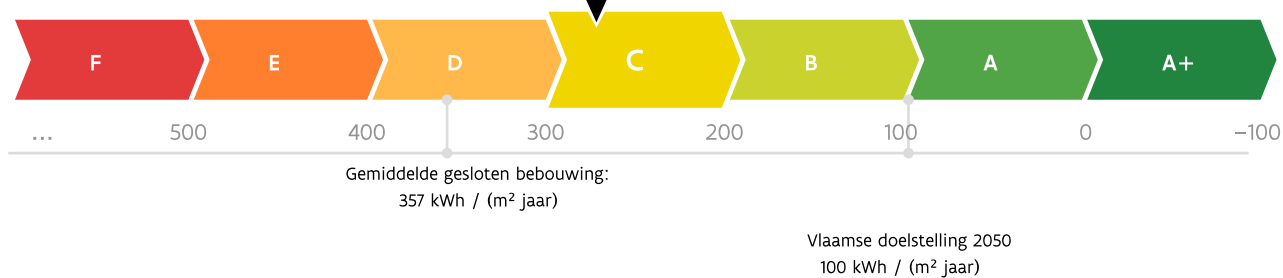 F E D C B A A+
... 500 400 300 200 100 0 −100
Gemiddelde gesloten bebouwing:
357 kWh / (m² jaar)
Vlaamse doelstelling 2050
100 kWh / (m² jaar)